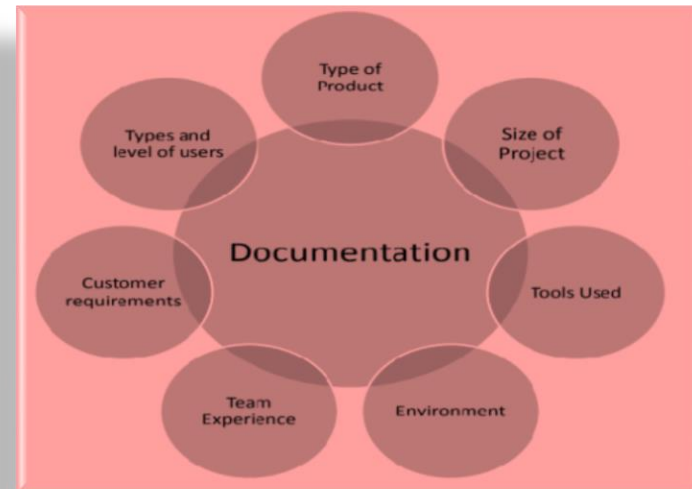 Type of
Product
Size of
Project
Tools Used
Environment
Team
Experience
Customer
requirements
Types and
level of users
Documentation